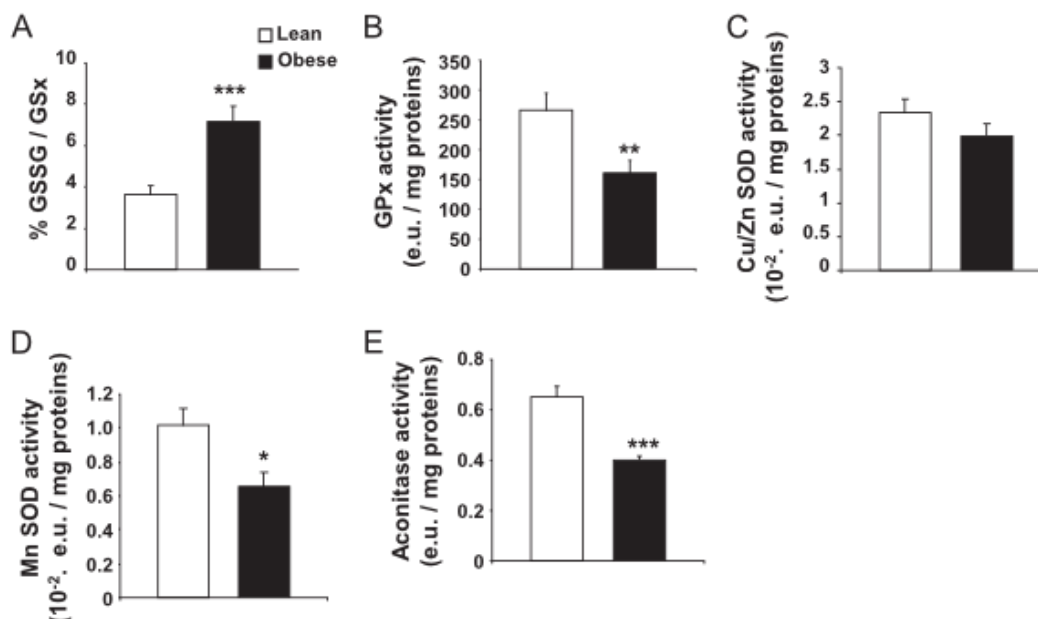 A
Lean
Obese
% GSSG / GSx
10
8
6
4
2
0
***
B
GPx activity
(e.u. / mg proteins)
350
300
250
200
150
100
50
0
**
C
Cu/Zn SOD activity
(10-2. e.u. / mg proteins)
3
2.5
2
1.5
1
0.5
0
D
Mn SOD activity
(10-2. e.u. / mg proteins)
1.2
1.0
0.8
0.6
0.4
0.2
0
*
E
Aconitase activity
(e.u. / mg proteins)
0.8
0.6
0.4
0.2
0
***